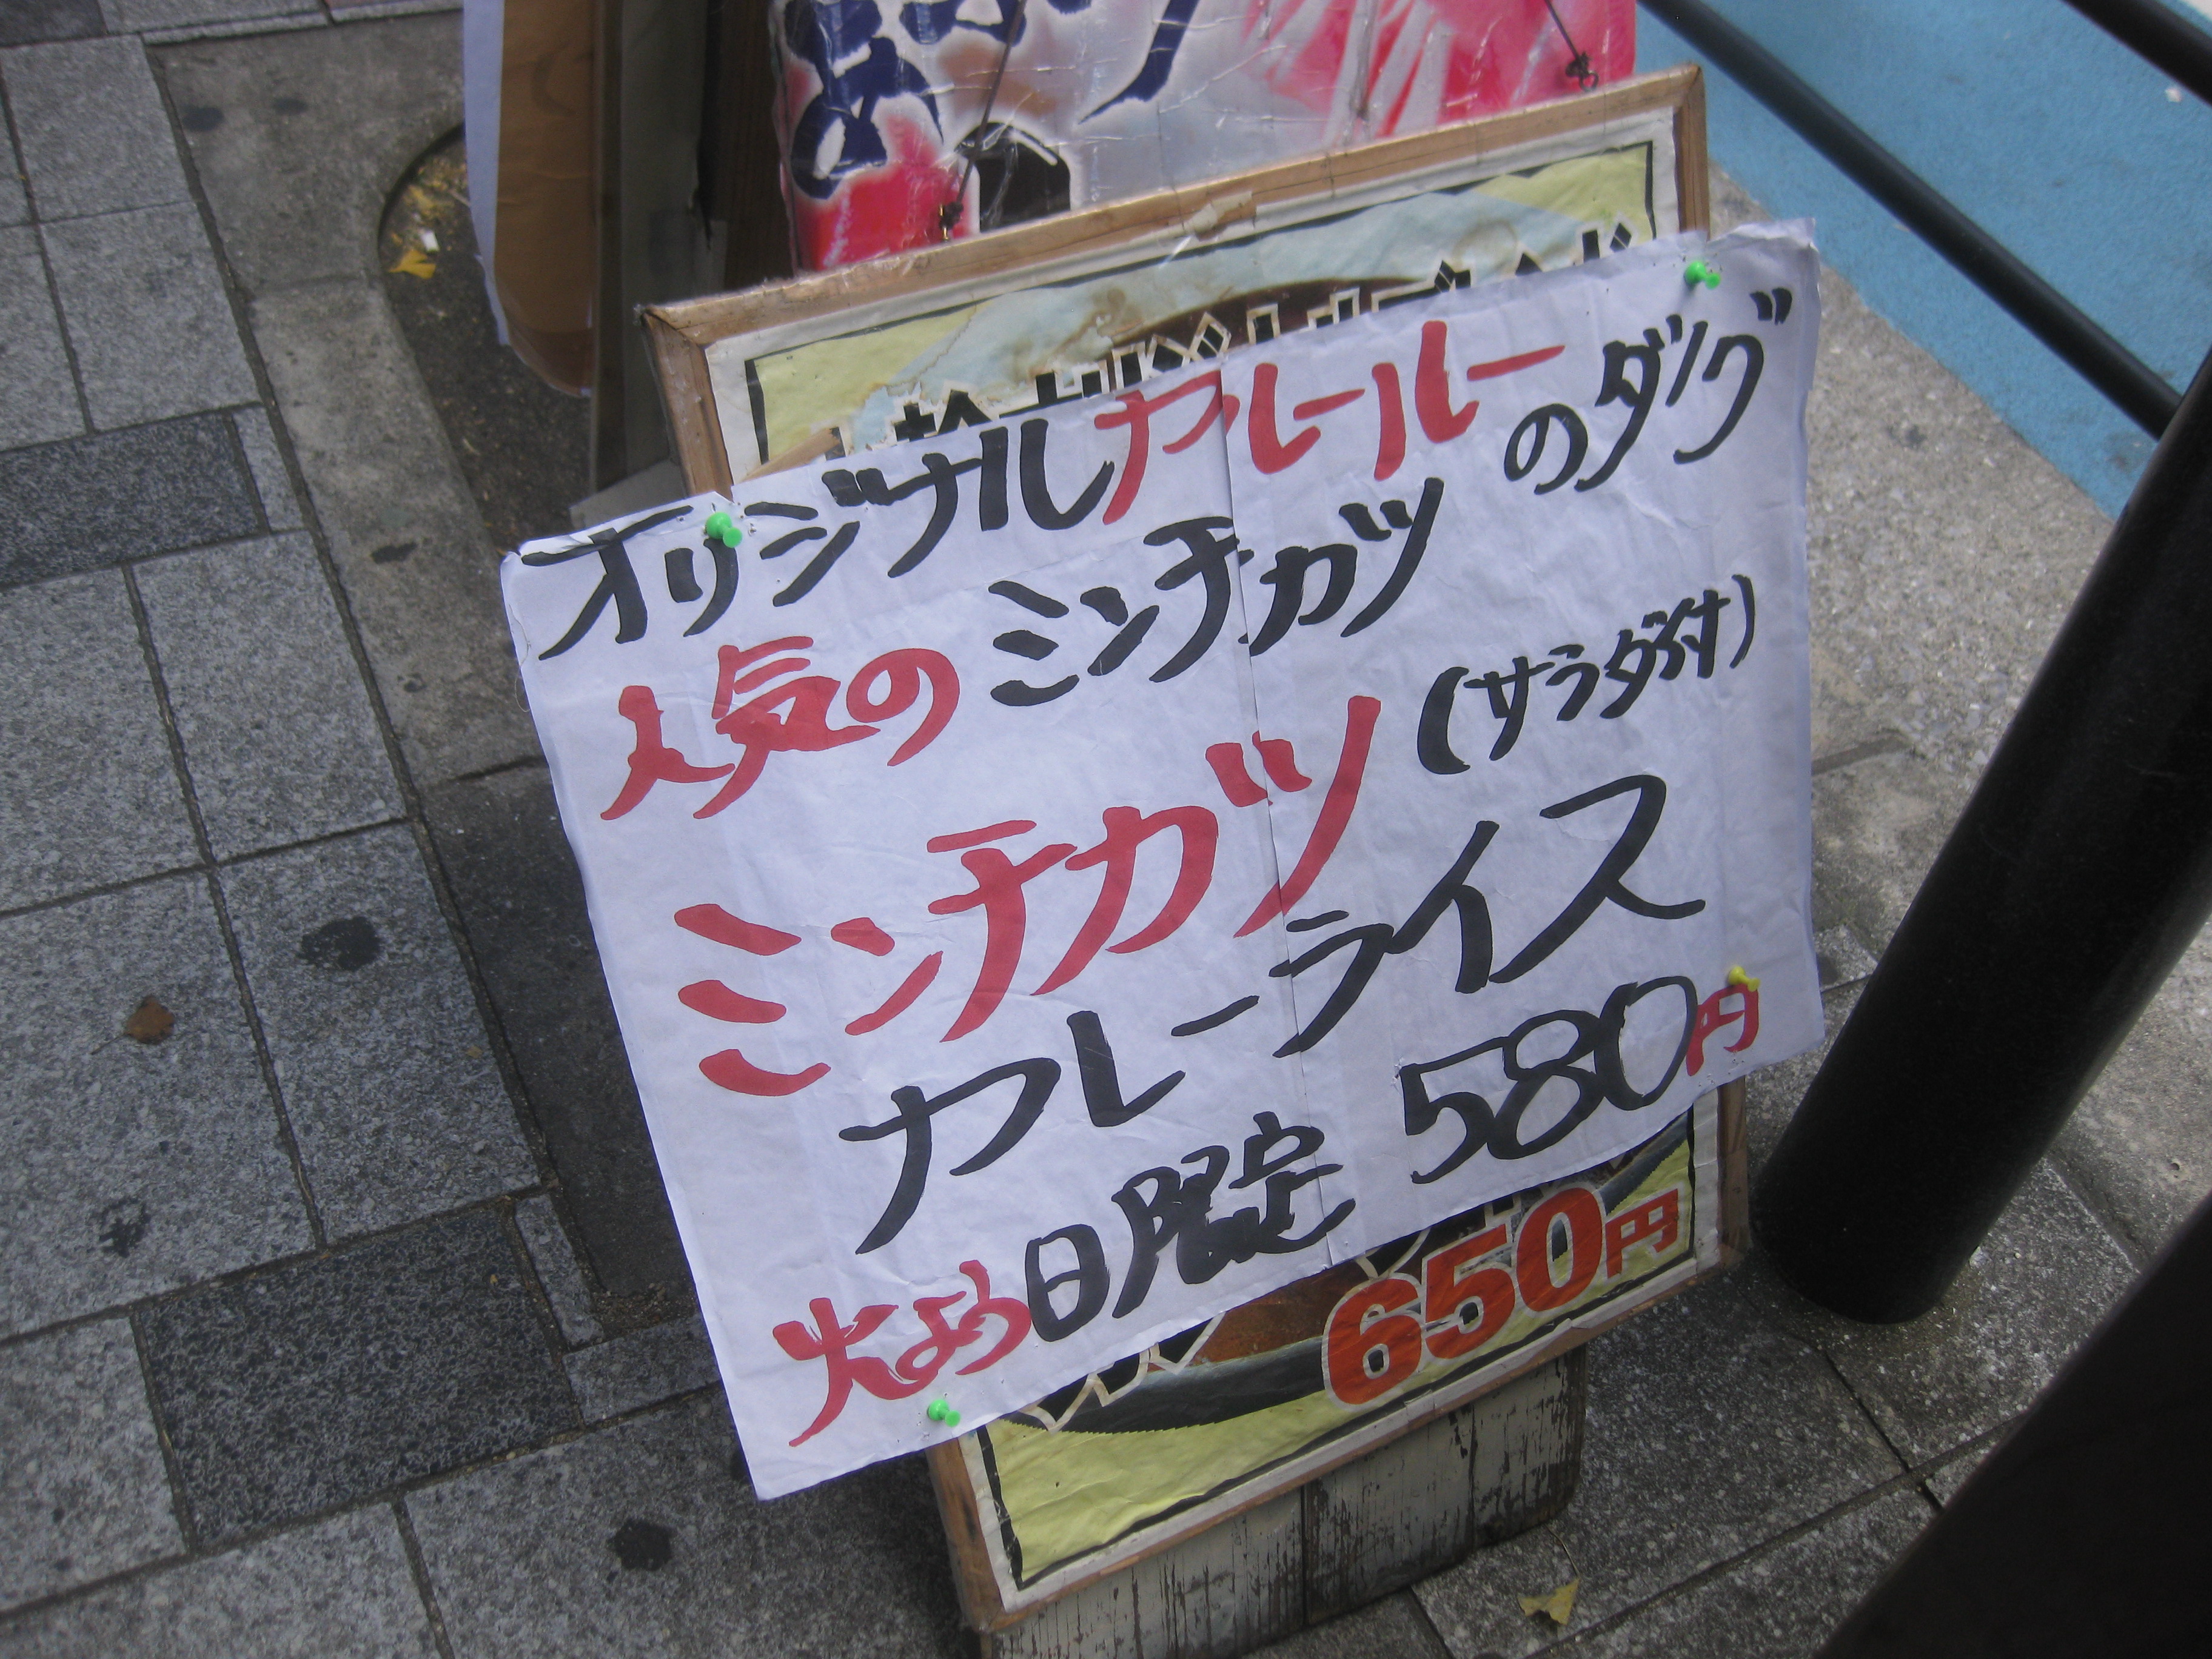 オリジナルカレールーのダグ
人気のミンチカツ
(サラダ付)
ミンチカツ
カレーライス
火よう日限定 580円
650円